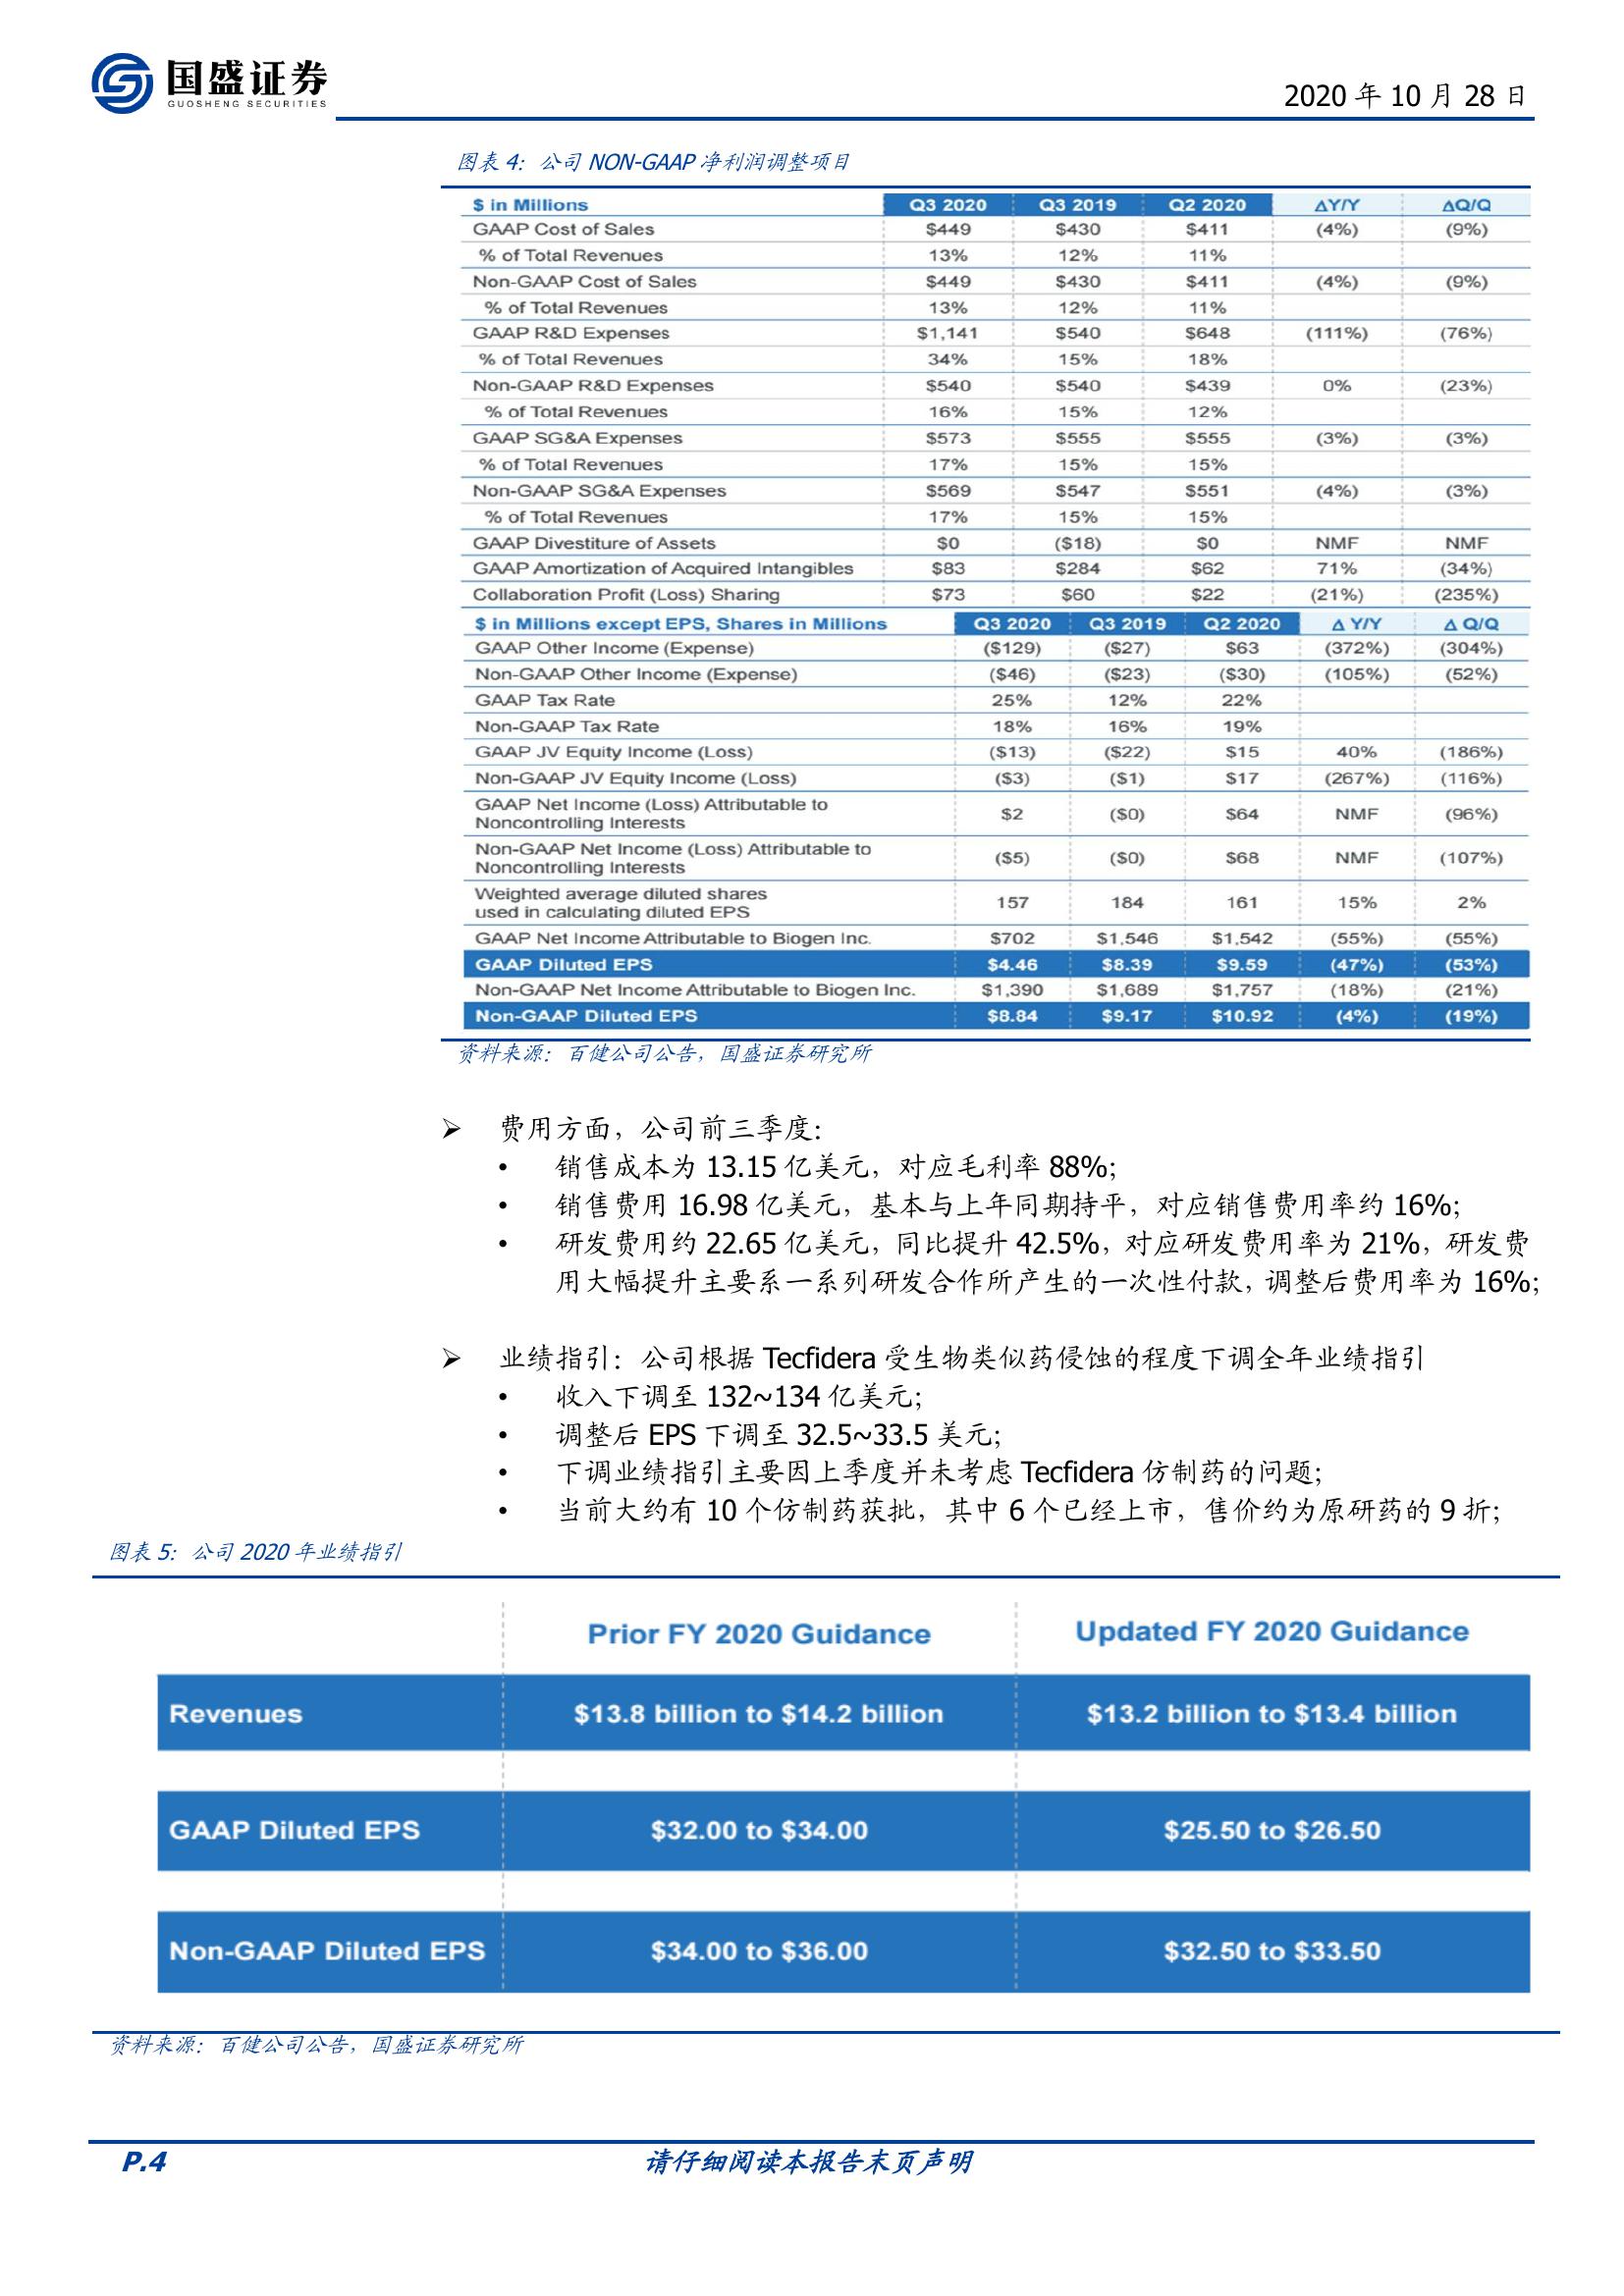 国盛证券
GUOSHENG SECURITIES
2020 年 10 月 28 日
图表 4：公司 NON-GAAP 净利润调整项目
$ in Millions Q3 2020 Q3 2019 Q2 2020 ΔY/Y ΔQ/Q
GAAP Cost of Sales $449 $430 $411 (4%) (9%)
% of Total Revenues 13% 12% 11%
Non-GAAP Cost of Sales $449 $430 $411 (4%) (9%)
% of Total Revenues 13% 12% 11%
GAAP R&D Expenses $1,141 $540 $648 (111%) (76%)
% of Total Revenues 34% 15% 18%
Non-GAAP R&D Expenses $540 $540 $439 0% (23%)
% of Total Revenues 16% 15% 12%
GAAP SG&A Expenses $573 $555 $555 (3%) (3%)
% of Total Revenues 17% 15% 15%
Non-GAAP SG&A Expenses $569 $547 $551 (4%) (3%)
% of Total Revenues 17% 15% 15%
GAAP Divestiture of Assets $0 ($18) $0 NMF NMF
GAAP Amortization of Acquired Intangibles $83 $284 $62 71% (34%)
Collaboration Profit (Loss) Sharing $73 $60 $22 (21%) (235%)
$ in Millions except EPS, Shares in Millions Q3 2020 Q3 2019 Q2 2020 Δ Y/Y Δ Q/Q
GAAP Other Income (Expense) ($129) ($27) $63 (372%) (304%)
Non-GAAP Other Income (Expense) ($46) ($23) ($30) (105%) (52%)
GAAP Tax Rate 25% 12% 22%
Non-GAAP Tax Rate 18% 16% 19%
GAAP JV Equity Income (Loss) ($13) ($22) $15 40% (186%)
Non-GAAP JV Equity Income (Loss) ($3) ($1) $17 (267%) (116%)
GAAP Net Income (Loss) Attributable to
Noncontrolling Interests $2 ($0) $64 NMF (96%)
Non-GAAP Net Income (Loss) Attributable to
Noncontrolling Interests ($5) ($0) $68 NMF (107%)
Weighted average diluted shares
used in calculating diluted EPS 157 184 161 15% 2%
GAAP Net Income Attributable to Biogen Inc. $702 $1,546 $1,542 (55%) (55%)
GAAP Diluted EPS $4.46 $8.39 $9.59 (47%) (53%)
Non-GAAP Net Income Attributable to Biogen Inc. $1,390 $1,689 $1,757 (18%) (21%)
Non-GAAP Diluted EPS $8.84 $9.17 $10.92 (4%) (19%)
资料来源：百健公司公告，国盛证券研究所
➢ 费用方面，公司前三季度：
• 销售成本为 13.15 亿美元，对应毛利率 88%；
• 销售费用 16.98 亿美元，基本与上年同期持平，对应销售费用率约 16%；
• 研发费用约 22.65 亿美元，同比提升 42.5%，对应研发费用率为 21%，研发费
用大幅提升主要系一系列研发合作所产生的一次性付款，调整后费用率为 16%；
➢ 业绩指引：公司根据 Tecfidera 受生物类似药侵蚀的程度下调全年业绩指引
• 收入下调至 132~134 亿美元；
• 调整后 EPS 下调至 32.5~33.5 美元；
• 下调业绩指引主要因上季度并未考虑 Tecfidera 仿制药的问题；
• 当前大约有 10 个仿制药获批，其中 6 个已经上市，售价约为原研药的 9 折；
图表 5：公司 2020 年业绩指引
Prior FY 2020 Guidance Updated FY 2020 Guidance
Revenues $13.8 billion to $14.2 billion $13.2 billion to $13.4 billion
GAAP Diluted EPS $32.00 to $34.00 $25.50 to $26.50
Non-GAAP Diluted EPS $34.00 to $36.00 $32.50 to $33.50
资料来源：百健公司公告，国盛证券研究所
P.4 请仔细阅读本报告末页声明